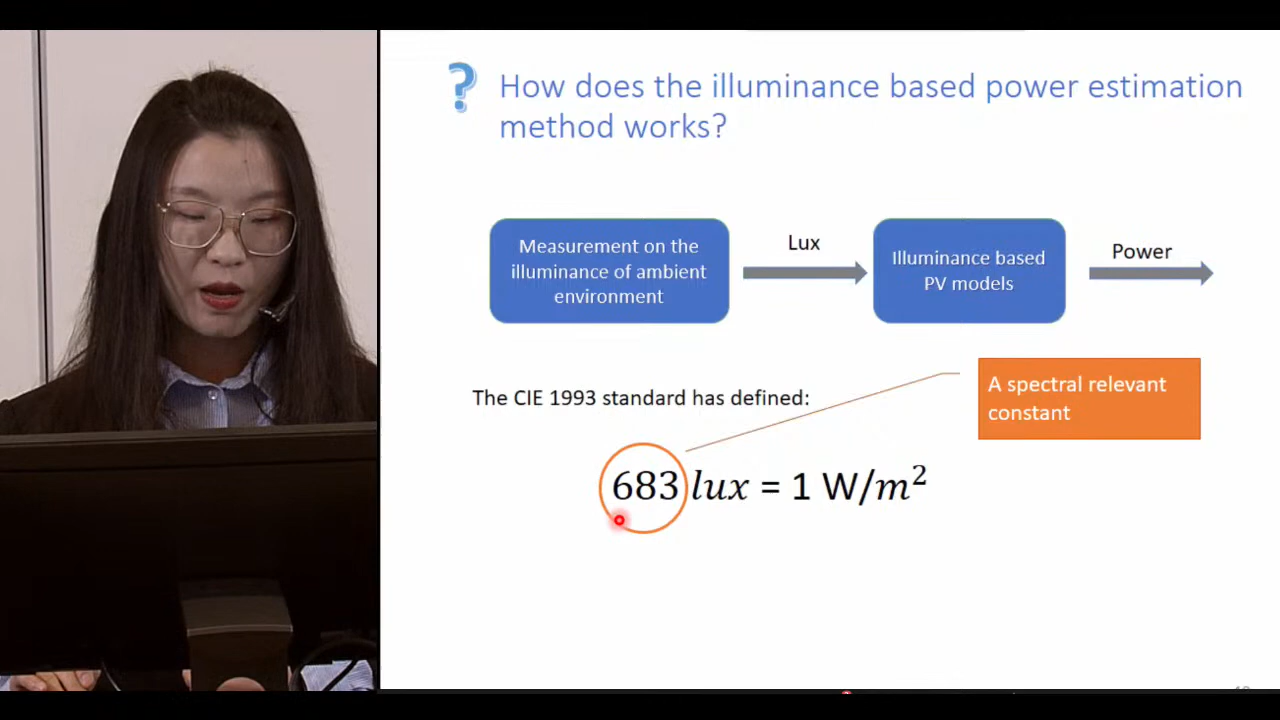 ?
How does the illuminance based power estimation
method works?
Measurement on the
illuminance of ambient
environment
Lux
Illuminance based
PV models
Power
The CIE 1993 standard has defined:
A spectral relevant
constant
683 lux = 1 W/m²